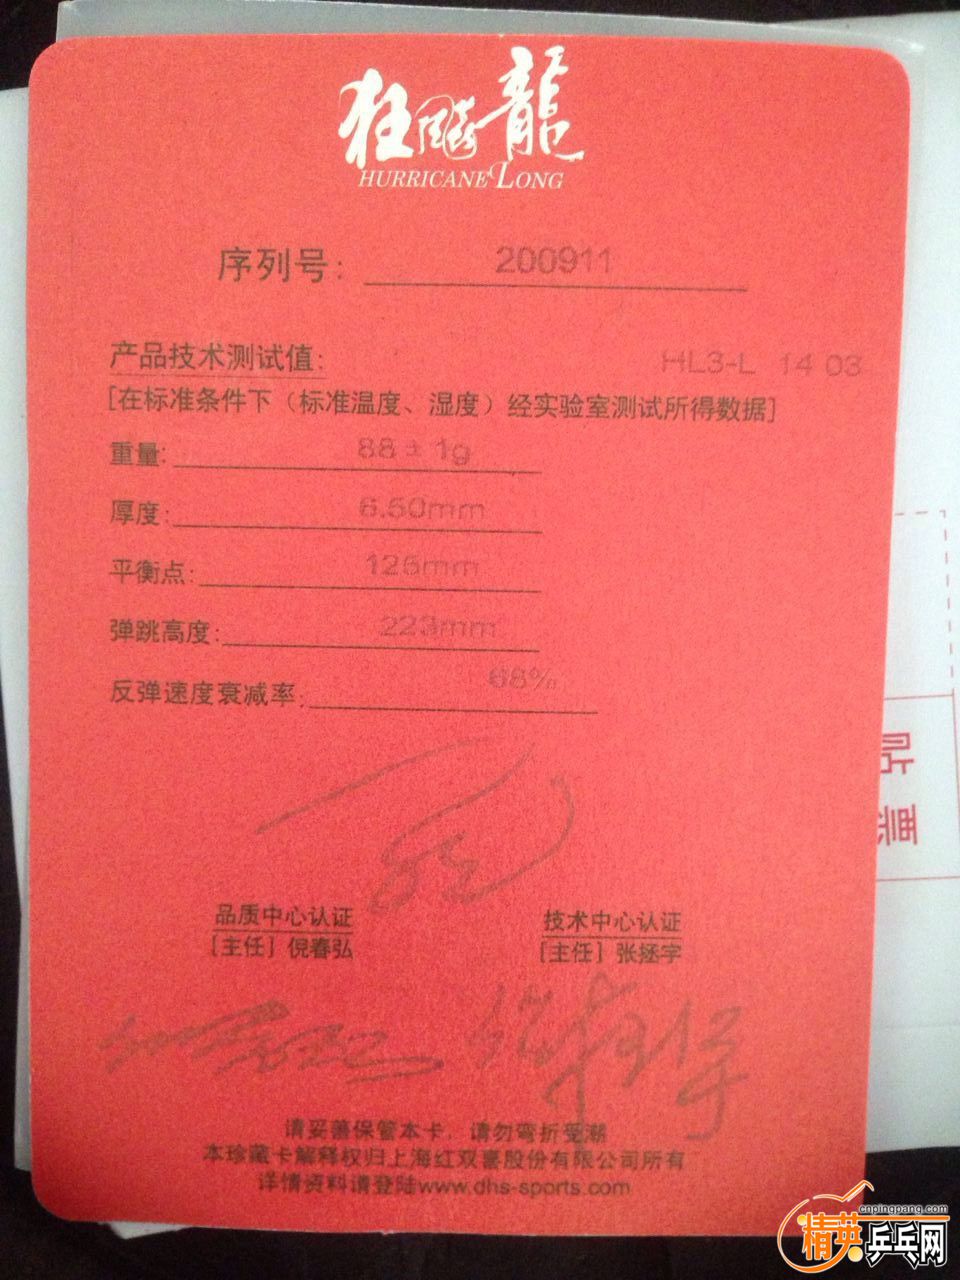 狂飚龍
HURRICANE LONG
序列号: 200911
产品技术测试值: HL3-L 14 03
[在标准条件下（标准温度、湿度）经实验室测试所得数据]
重量: 88±1g
厚度: 6.50mm
平衡点: 125mm
弹跳高度: 223mm
反弹速度衰减率: 68%
品质中心认证 技术中心认证
[主任] 倪春弘 [主任] 张拯宇
请妥善保管本卡，请勿弯折受潮
本珍藏卡解释权归上海红双喜股份有限公司所有
详情资料请登陆www.dhs-sports.com
贴
票
cnpingpang.com
精英乒乓网